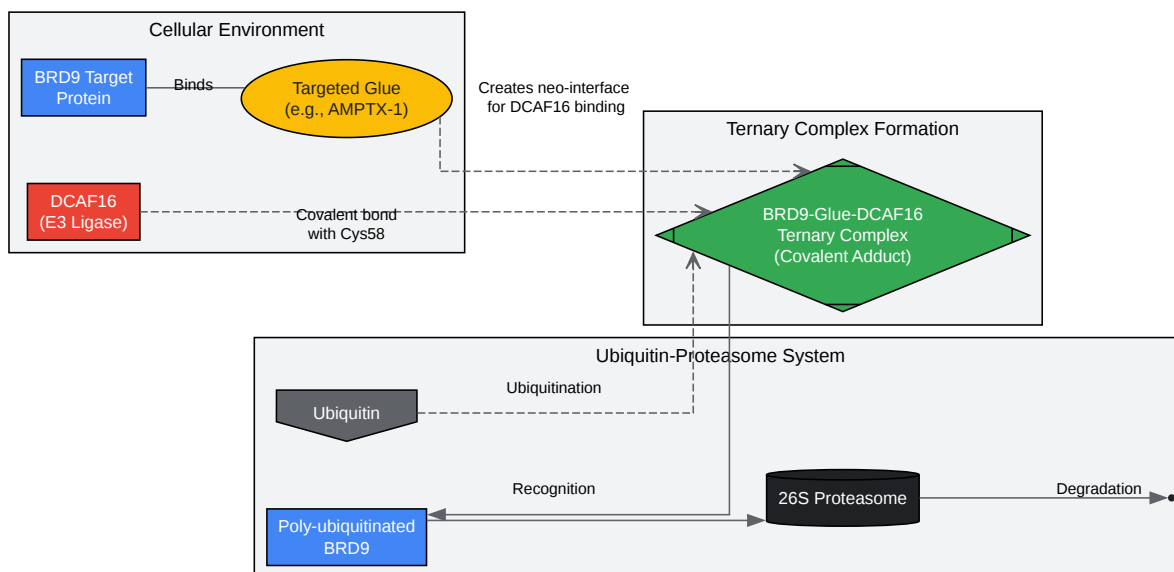 Cellular Environment
BRD9 Target
Protein
Binds
Targeted Glue
(e.g., AMPTX-1)
Creates neo-interface
for DCAF16 binding
DCAF16
(E3 Ligase)
Covalent bond
with Cys58
Ternary Complex Formation
BRD9-Glue-DCAF16
Ternary Complex
(Covalent Adduct)
Ubiquitin-Proteasome System
Ubiquitin
Ubiquitination
Poly-ubiquitinated
BRD9
Recognition
26S Proteasome
Degradation